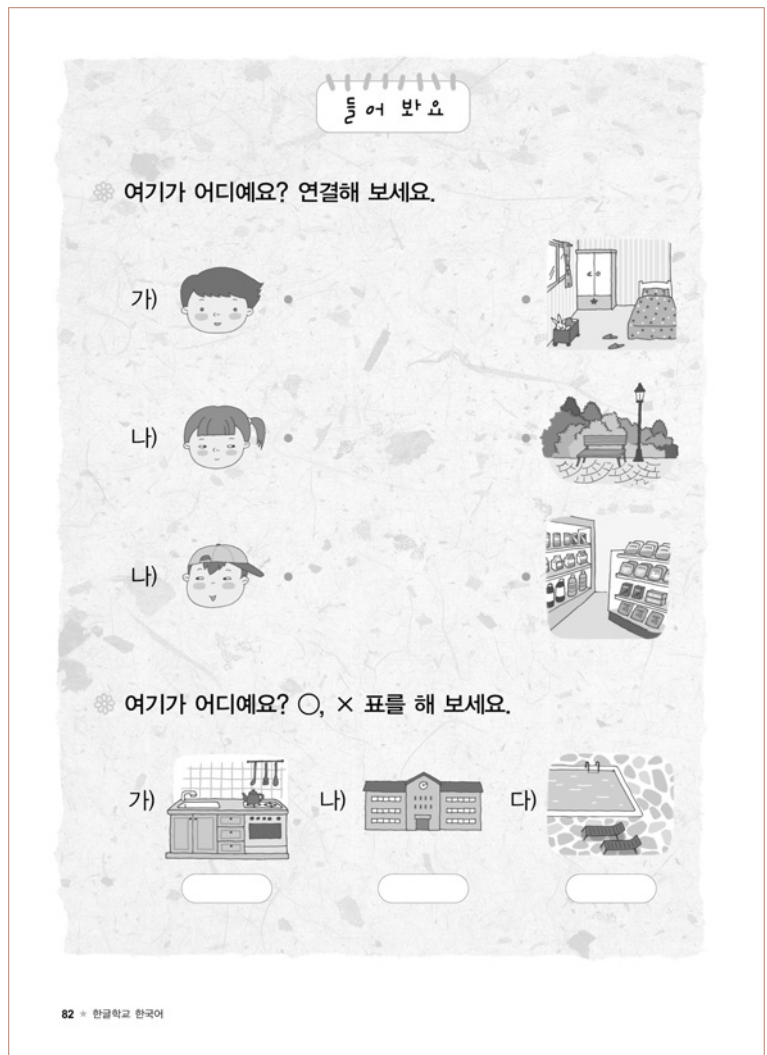 들어 봐요
여기가 어디예요? 연결해 보세요.
가)
나)
나)
여기가 어디예요? ○, × 표를 해 보세요.
가) 나) 다)
82 ★ 한글학교 한국어